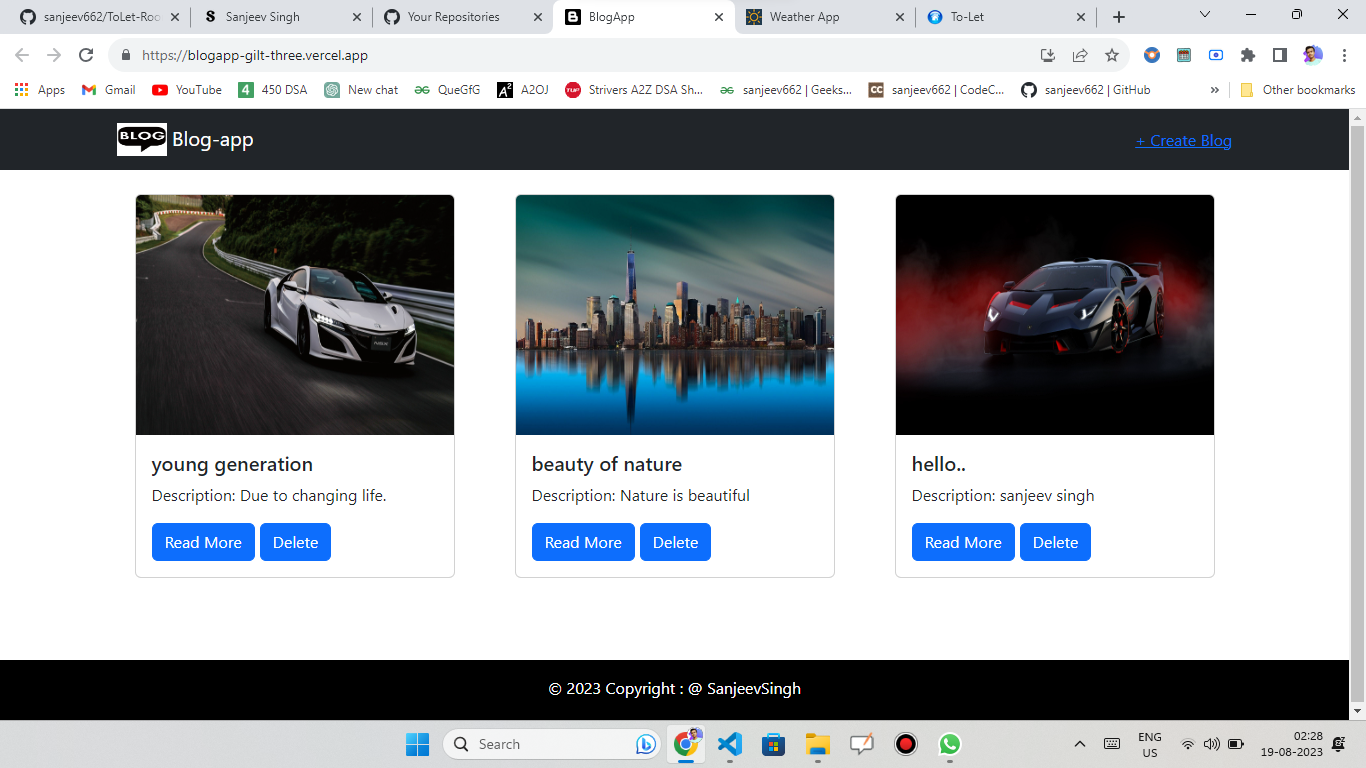 sanjeev662/ToLet-Roo
Sanjeev Singh
Your Repositories
BlogApp
Weather App
To-Let
https://blogapp-gilt-three.vercel.app
Apps
Gmail
YouTube
4 450 DSA
New chat
QueGfG
A2 A2OJ
TUF Strivers A2Z DSA Sh...
sanjeev662 | Geeks...
CC sanjeev662 | CodeC...
sanjeev662 | GitHub
»
Other bookmarks
BLOG Blog-app
+ Create Blog
young generation
Description: Due to changing life.
Read More Delete
beauty of nature
Description: Nature is beautiful
Read More Delete
hello..
Description: sanjeev singh
Read More Delete
© 2023 Copyright : @ SanjeevSingh
Search
ENG
US
02:28
19-08-2023